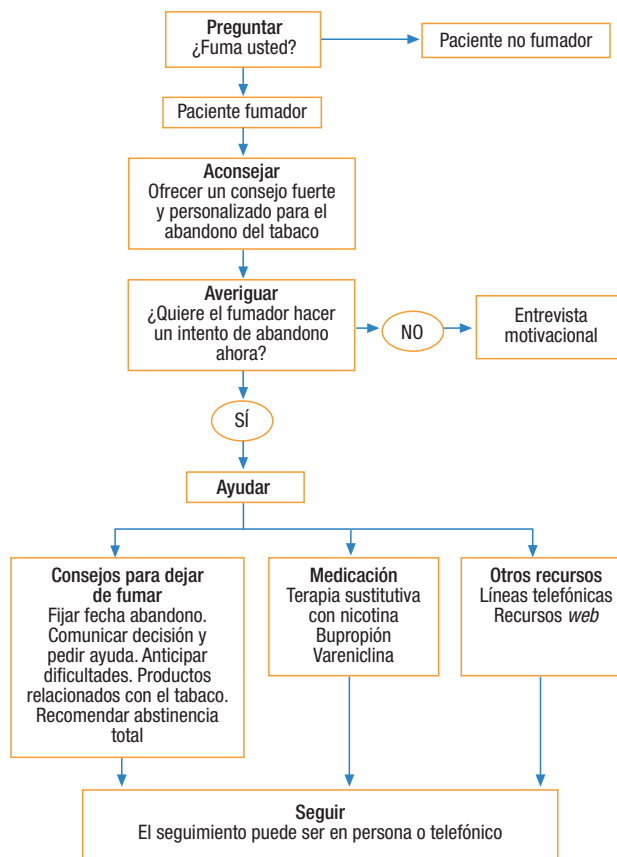 Preguntar
¿Fuma usted?
Paciente no fumador
Paciente fumador
Aconsejar
Ofrecer un consejo fuerte
y personalizado para el
abandono del tabaco
Averiguar
¿Quiere el fumador hacer
un intento de abandono
ahora?
NO
Entrevista
motivacional
SÍ
Ayudar
Consejos para dejar
de fumar
Fijar fecha abandono.
Comunicar decisión y
pedir ayuda. Anticipar
dificultades. Productos
relacionados con el tabaco.
Recomendar abstinencia
total
Medicación
Terapia sustitutiva
con nicotina
Bupropión
Vareniclina
Otros recursos
Líneas telefónicas
Recursos web
Seguir
El seguimiento puede ser en persona o telefónico